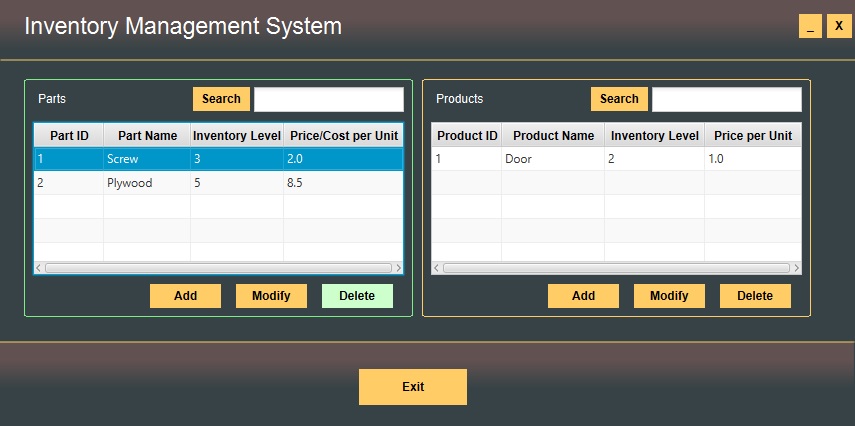 Inventory Management System
_ X
Parts Search
Part ID Part Name Inventory Level Price/Cost per Unit
1 Screw 3 2.0
2 Plywood 5 8.5
Add Modify Delete
Products Search
Product ID Product Name Inventory Level Price per Unit
1 Door 2 1.0
Add Modify Delete
Exit